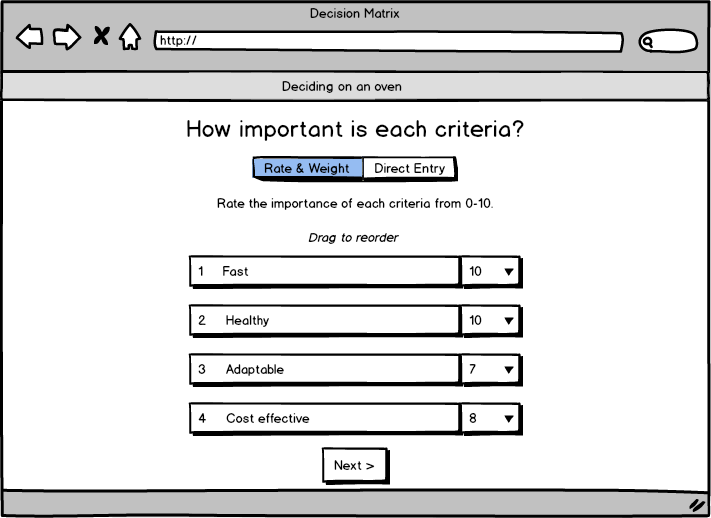 Decision Matrix
http://
Deciding on an oven
How important is each criteria?
Rate & Weight Direct Entry
Rate the importance of each criteria from 0-10.
Drag to reorder
1 Fast 10
2 Healthy 10
3 Adaptable 7
4 Cost effective 8
Next >